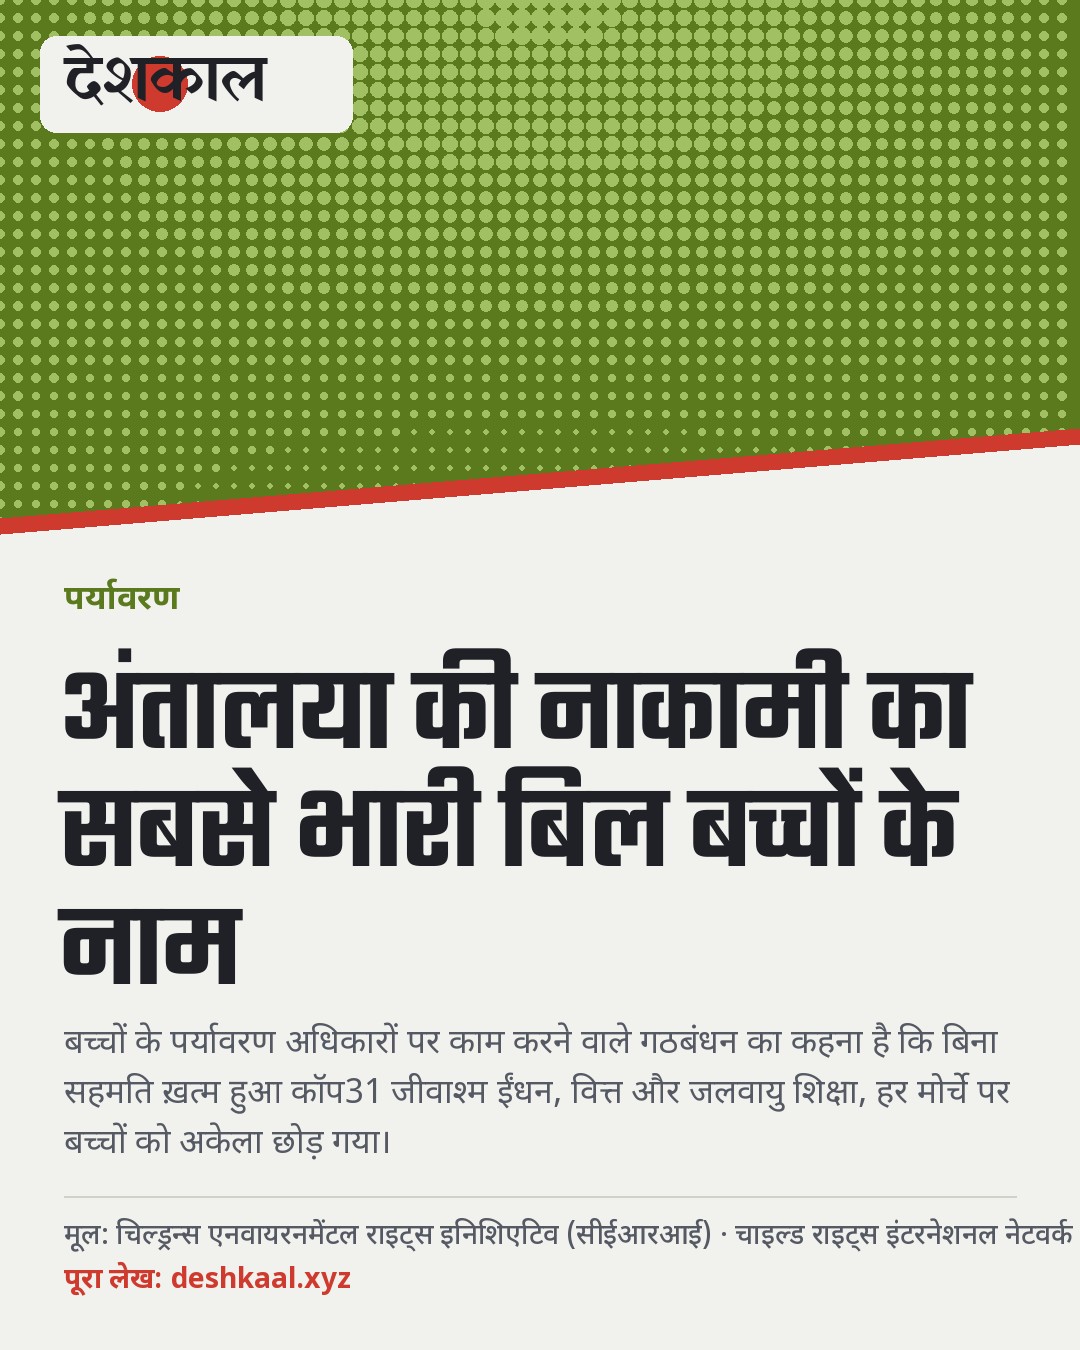 देशकाल
पर्यावरण
अंतालया की नाकामी का
सबसे भारी बिल बच्चों के
नाम
बच्चों के पर्यावरण अधिकारों पर काम करने वाले गठबंधन का कहना है कि बिना
सहमति ख़त्म हुआ कॉप31 जीवाश्म ईंधन, वित्त और जलवायु शिक्षा, हर मोर्चे पर
बच्चों को अकेला छोड़ गया।
मूल: चिल्ड्रन्स एनवायरनमेंटल राइट्स इनिशिएटिव (सीईआरआई) · चाइल्ड राइट्स इंटरनेशनल नेटवर्क
पूरा लेख: deshkaal.xyz